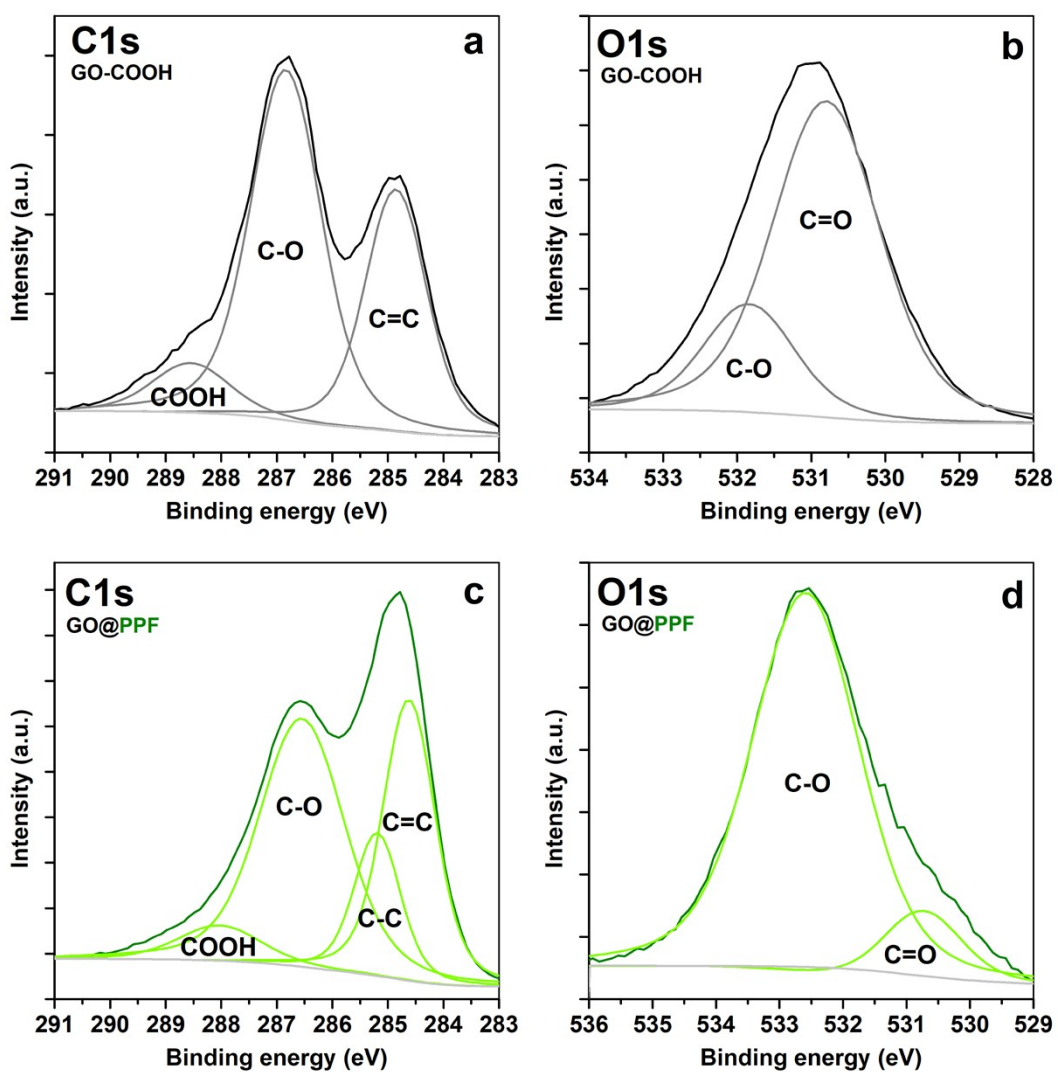 C1s
GO-COOH
a
C-O
C=C
COOH
Intensity (a.u.)
291 290 289 288 287 286 285 284 283
Binding energy (eV)
O1s
GO-COOH
b
C=O
C-O
Intensity (a.u.)
534 533 532 531 530 529 528
Binding energy (eV)
C1s
GO@PPF
c
C-O
C=C
C-C
COOH
Intensity (a.u.)
291 290 289 288 287 286 285 284 283
Binding energy (eV)
O1s
GO@PPF
d
C-O
C=O
Intensity (a.u.)
536 535 534 533 532 531 530 529
Binding energy (eV)